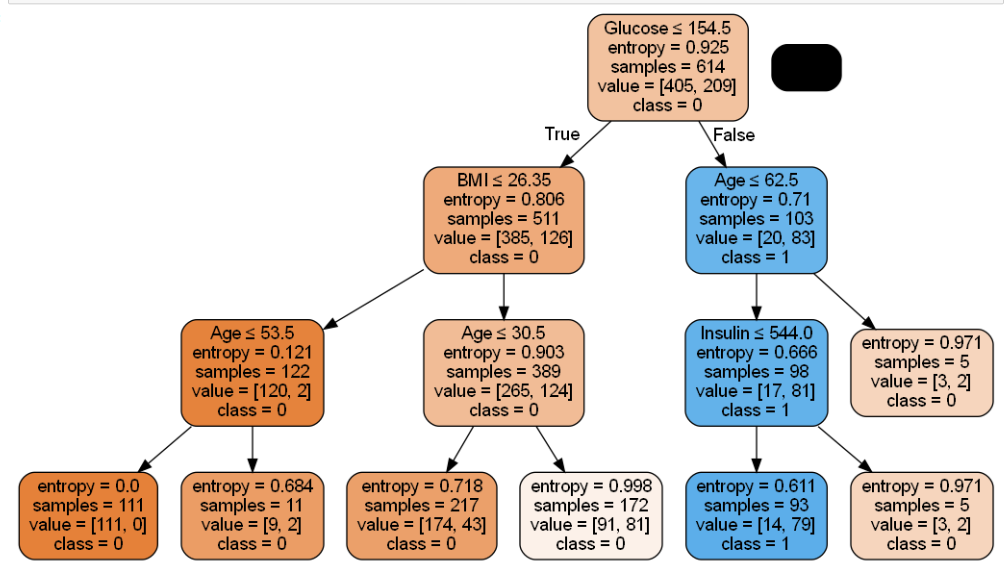 Glucose ≤ 154.5
entropy = 0.925
samples = 614
value = [405, 209]
class = 0
True
False
BMI ≤ 26.35
entropy = 0.806
samples = 511
value = [385, 126]
class = 0
Age ≤ 62.5
entropy = 0.71
samples = 103
value = [20, 83]
class = 1
Age ≤ 53.5
entropy = 0.121
samples = 122
value = [120, 2]
class = 0
Age ≤ 30.5
entropy = 0.903
samples = 389
value = [265, 124]
class = 0
Insulin ≤ 544.0
entropy = 0.666
samples = 98
value = [17, 81]
class = 1
entropy = 0.971
samples = 5
value = [3, 2]
class = 0
entropy = 0.0
samples = 111
value = [111, 0]
class = 0
entropy = 0.684
samples = 11
value = [9, 2]
class = 0
entropy = 0.718
samples = 217
value = [174, 43]
class = 0
entropy = 0.998
samples = 172
value = [91, 81]
class = 0
entropy = 0.611
samples = 93
value = [14, 79]
class = 1
entropy = 0.971
samples = 5
value = [3, 2]
class = 0